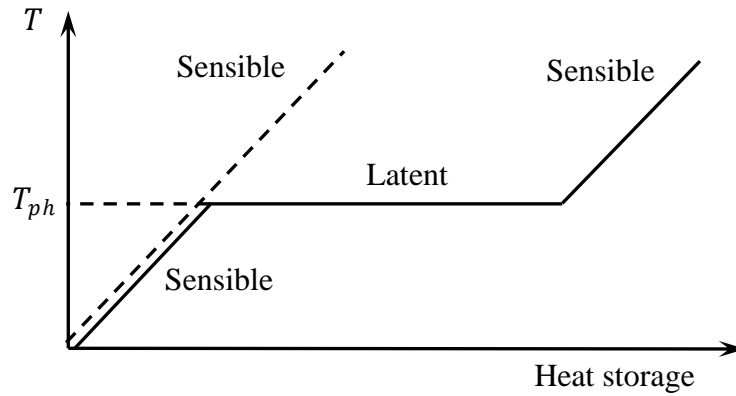 T
Sensible
Sensible
Latent
T_ph
Sensible
Heat storage